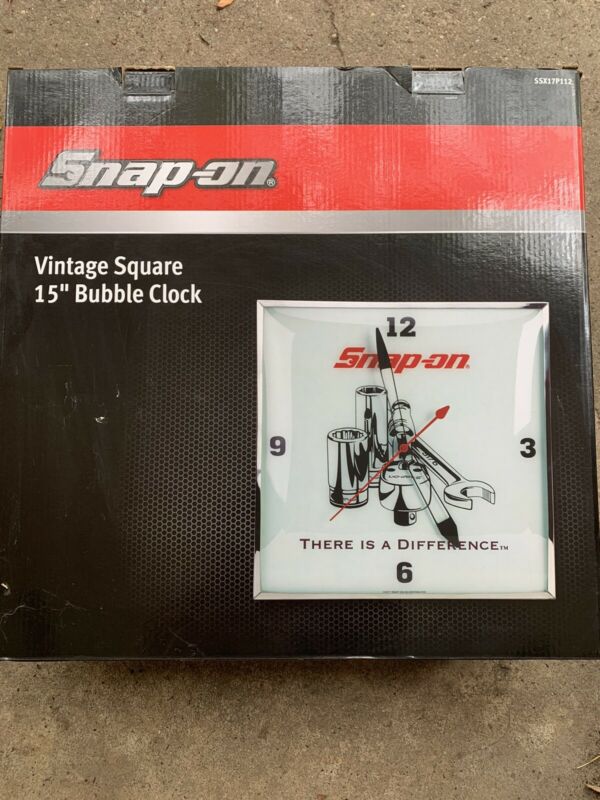 SSX17P112
Snap-on®
Vintage Square
15" Bubble Clock
12
Snap-on®
9
3
THERE IS A DIFFERENCE™
6